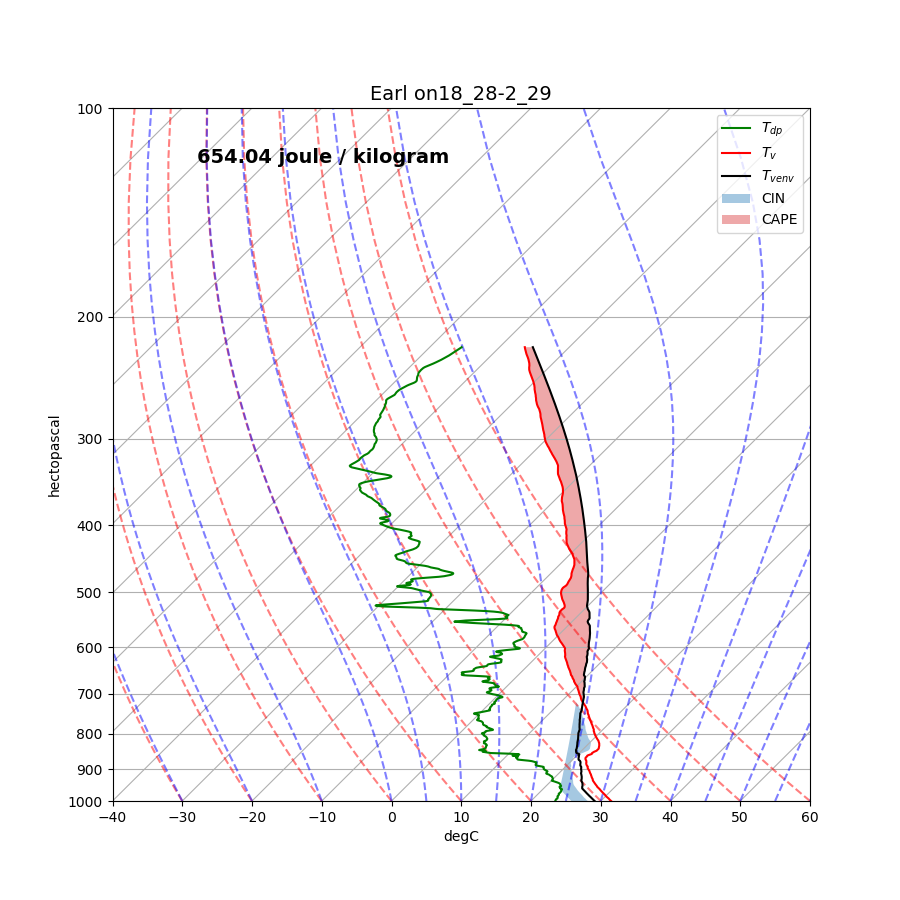 Earl on18_28-2_29
654.04 joule / kilogram
T_dp
T_v
T_venv
CIN
CAPE
100
200
300
400
500
600
700
800
900
1000
hectopascal
−40 −20 −10 0 10 20 30 40 50 60
−30
degC